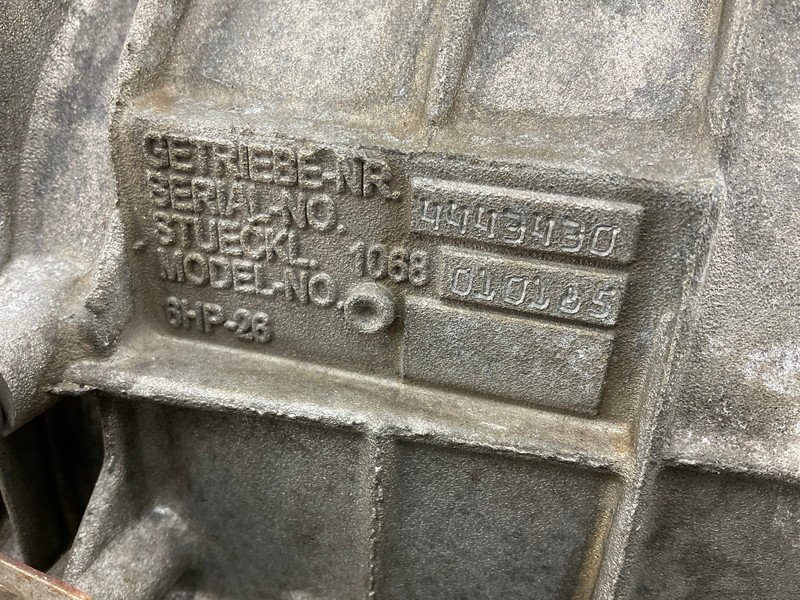 GETRIEBE-NR.
SERIAL-NO. 4443430
STUECKL.
MODEL-NO. 1068 010185
6HP-26